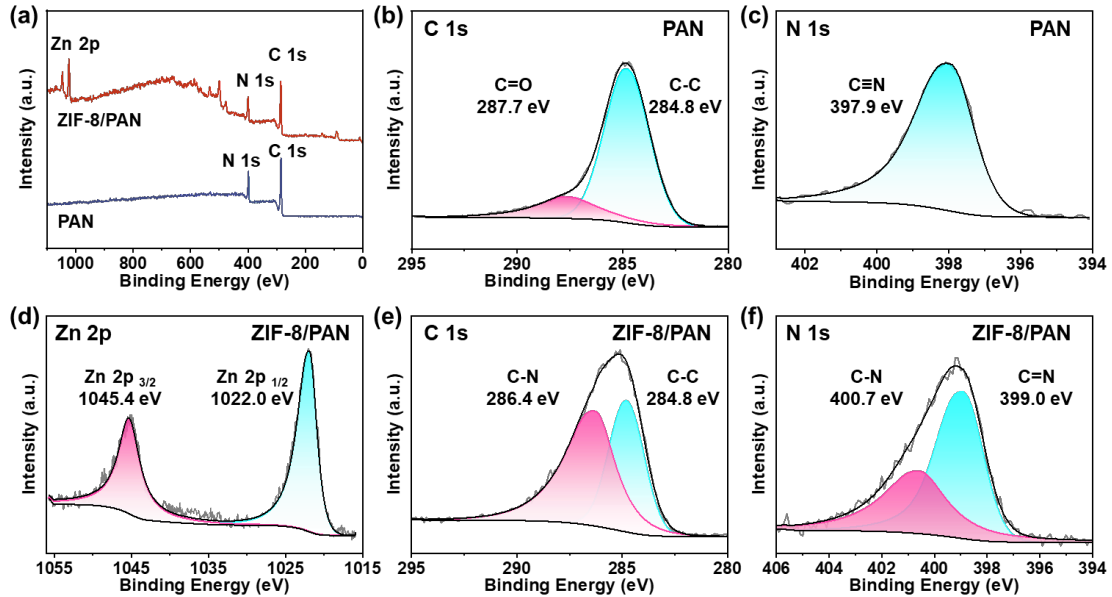 (a)
Zn 2p
C 1s
N 1s
ZIF-8/PAN
C 1s
N 1s
PAN
Intensity (a.u.)
1000 800 600 400 200 0
Binding Energy (eV)
(b)
C 1s PAN
C=O
287.7 eV
C-C
284.8 eV
Intensity (a.u.)
295 290 285 280
Binding Energy (eV)
(c)
N 1s PAN
C≡N
397.9 eV
Intensity (a.u.)
402 400 398 396 394
Binding Energy (eV)
(d)
Zn 2p ZIF-8/PAN
Zn 2p 3/2
1045.4 eV
Zn 2p 1/2
1022.0 eV
Intensity (a.u.)
1055 1045 1035 1025 1015
Binding Energy (eV)
(e)
C 1s ZIF-8/PAN
C-N
286.4 eV
C-C
284.8 eV
Intensity (a.u.)
295 290 285 280
Binding Energy (eV)
(f)
N 1s ZIF-8/PAN
C-N
400.7 eV
C=N
399.0 eV
Intensity (a.u.)
406 404 402 400 398 396 394
Binding Energy (eV)